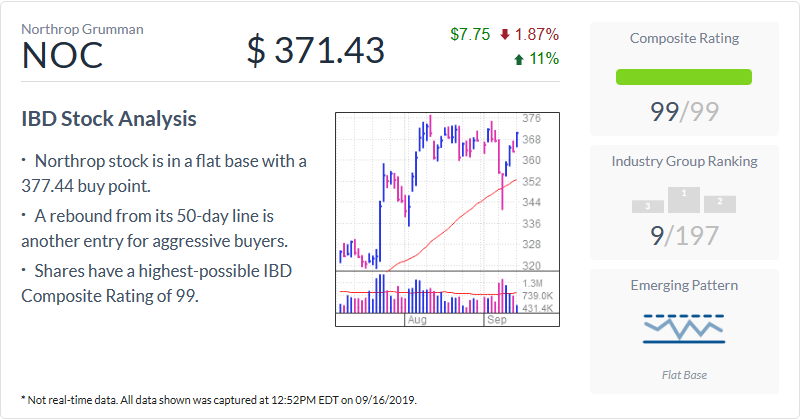 Northrop Grumman
NOC
$ 371.43
$7.75 1.87%
11%
IBD Stock Analysis
· Northrop stock is in a flat base with a
377.44 buy point.
· A rebound from its 50-day line is
another entry for aggressive buyers.
· Shares have a highest-possible IBD
Composite Rating of 99.
376
368
360
352
344
336
328
320
1.3M
739.0K
431.4K
Aug
Sep
Composite Rating
99/99
Industry Group Ranking
3 1 2
9/197
Emerging Pattern
Flat Base
* Not real-time data. All data shown was captured at 12:52PM EDT on 09/16/2019.